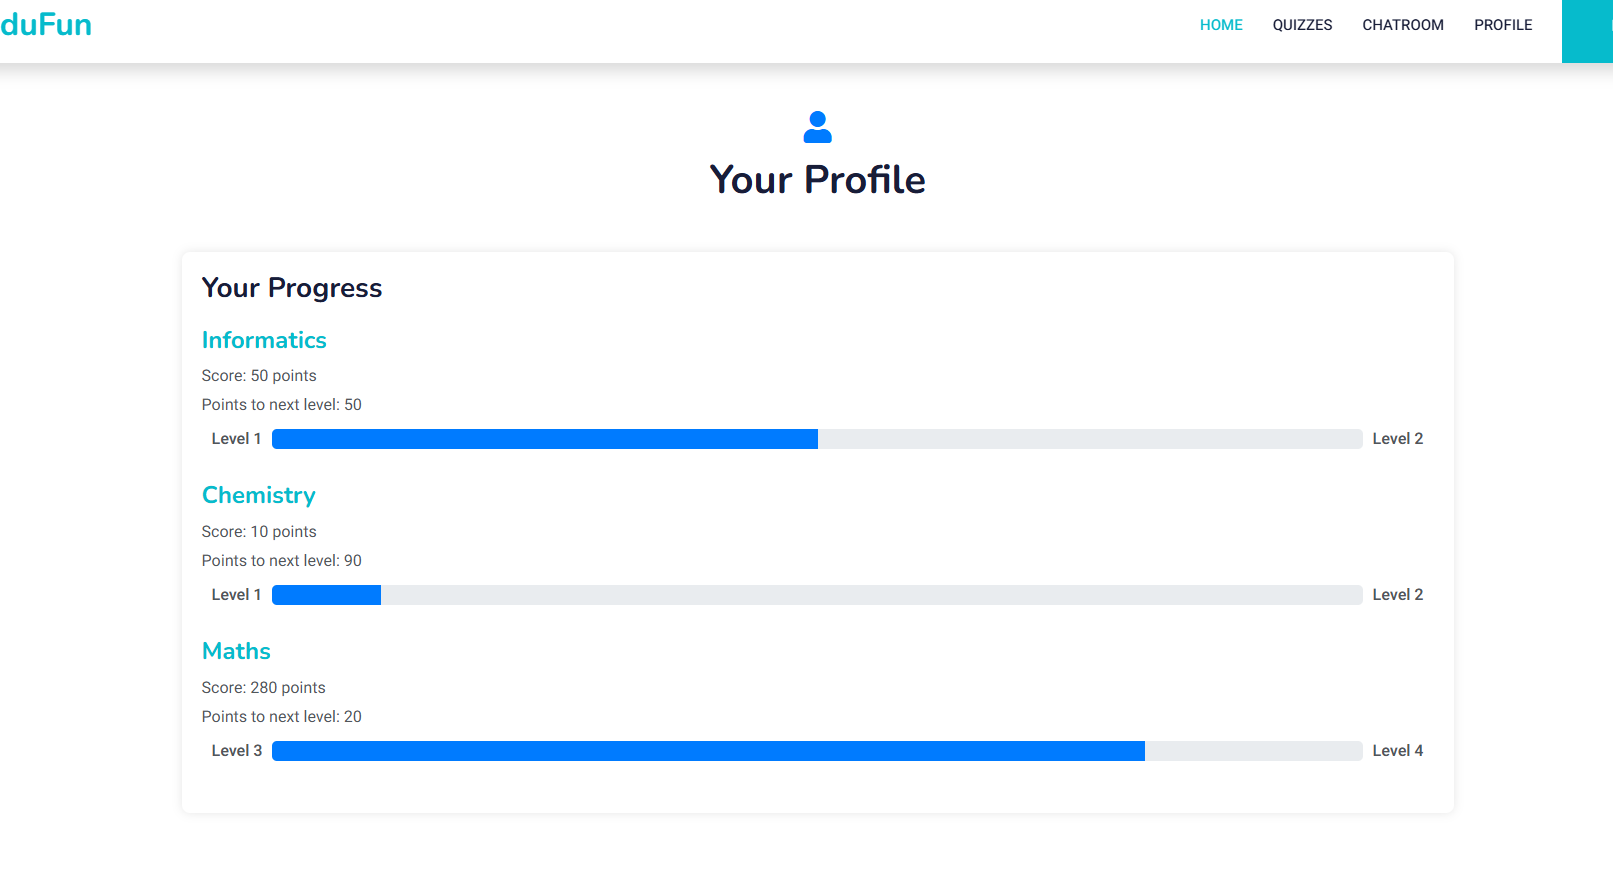 duFun
HOME QUIZZES CHATROOM PROFILE
Your Profile
Your Progress
Informatics
Score: 50 points
Points to next level: 50
Level 1 Level 2
Chemistry
Score: 10 points
Points to next level: 90
Level 1 Level 2
Maths
Score: 280 points
Points to next level: 20
Level 3 Level 4